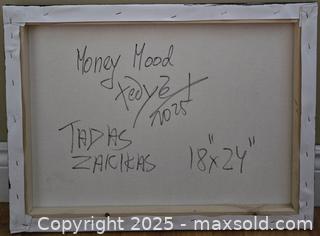 Money Mood
2025
TADAS
ZAICIKAS 18"x24"
Copyright 2025 - maxsold.com